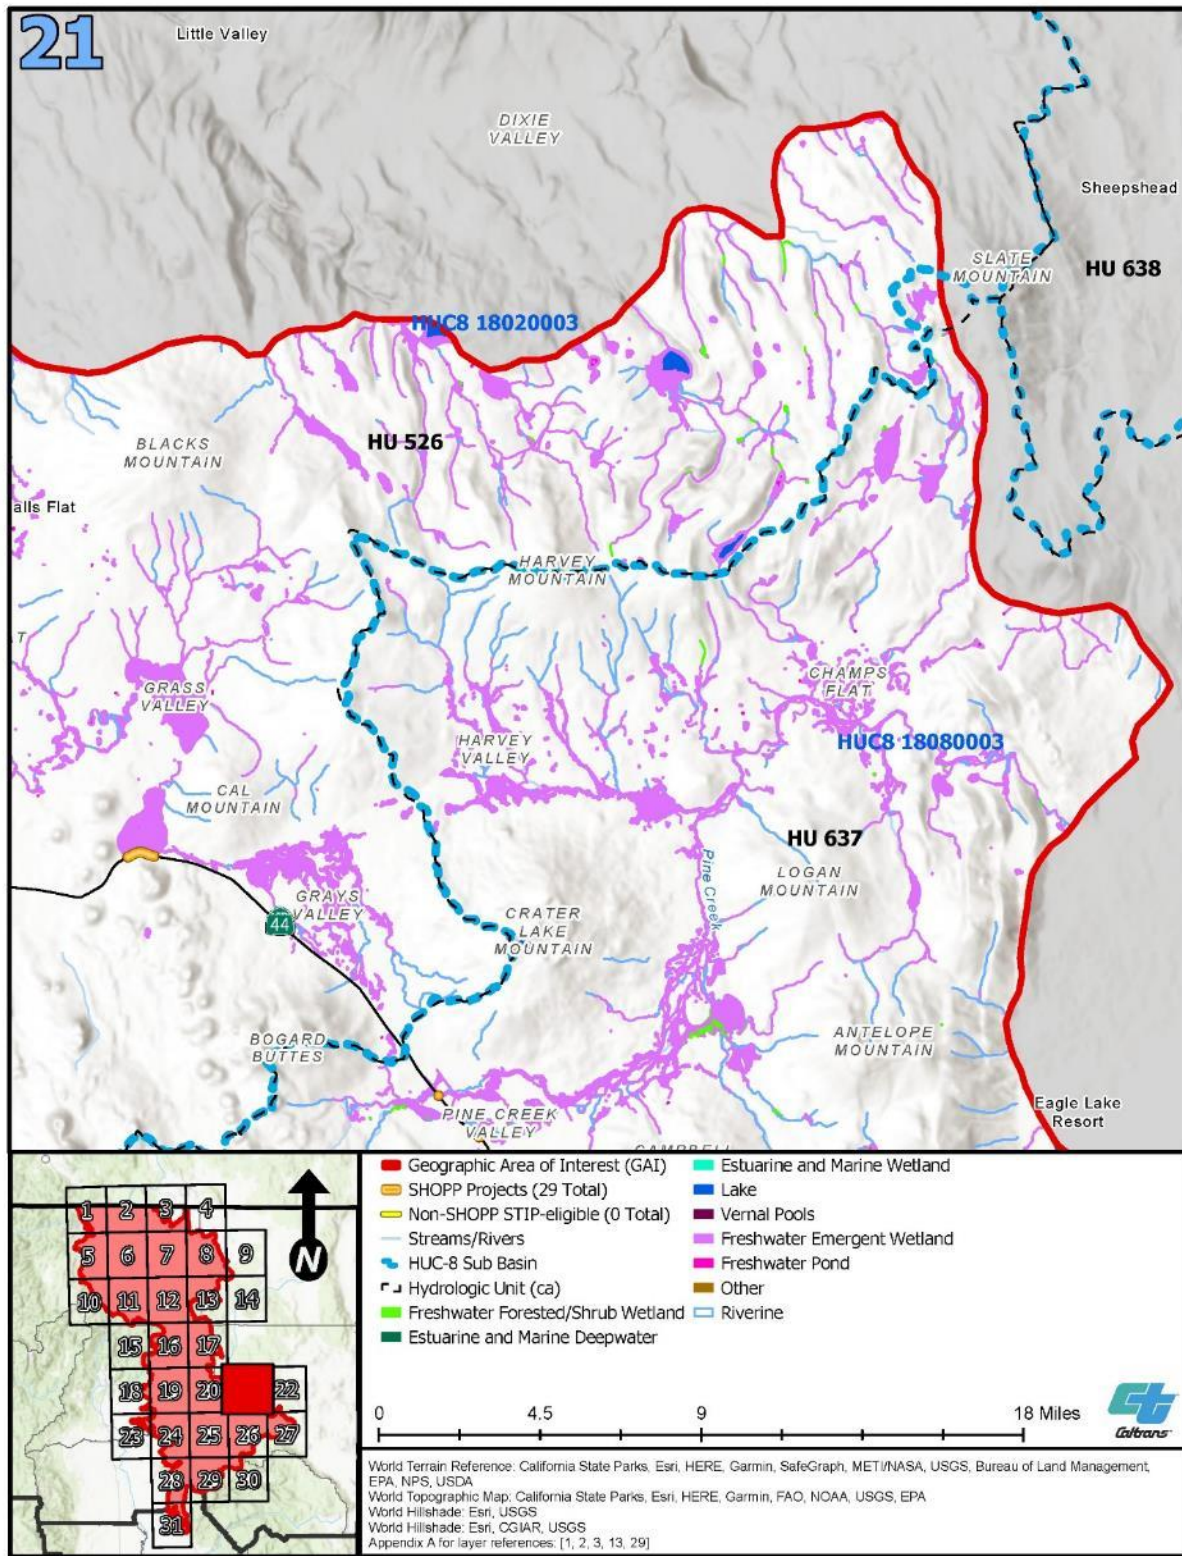 21
Little Valley
DIXIE
VALLEY
Sheepshead
SLATE
MOUNTAIN
HU 638
HUC8 18020003
HU 526
BLACKS
MOUNTAIN
alls Flat
HARVEY
MOUNTAIN
T
GRASS
VALLEY
CHAMPS
FLAT
HARVEY
VALLEY
HUC8 18080003
CAL
MOUNTAIN
HU 637
LOGAN
MOUNTAIN
Pine Creek
GRAYS
VALLEY
44
CRATER
LAKE
MOUNTAIN
BOGARD
BUTTES
ANTELOPE
MOUNTAIN
PINE CREEK
VALLEY
Eagle Lake
Resort
CAMPBELL
1 2 3 4
5 6 7 8 9
10 11 12 13 14
15 16 17
18 19 20 22
23 24 25 26 27
28 29 30
31
N
Geographic Area of Interest (GAI)
SHOPP Projects (29 Total)
Non-SHOPP STIP-eligible (0 Total)
Streams/Rivers
HUC-8 Sub Basin
Hydrologic Unit (ca)
Freshwater Forested/Shrub Wetland
Estuarine and Marine Deepwater
Estuarine and Marine Wetland
Lake
Vernal Pools
Freshwater Emergent Wetland
Freshwater Pond
Other
Riverine
0 4.5 9 18 Miles
Caltrans
World Terrain Reference: California State Parks, Esri, HERE, Garmin, SafeGraph, METI/NASA, USGS, Bureau of Land Management,
EPA, NPS, USDA
World Topographic Map: California State Parks, Esri, HERE, Garmin, FAO, NOAA, USGS, EPA
World Hillshade: Esri, USGS
World Hillshade: Esri, CGIAR, USGS
Appendix A for layer references: [1, 2, 3, 13, 29]